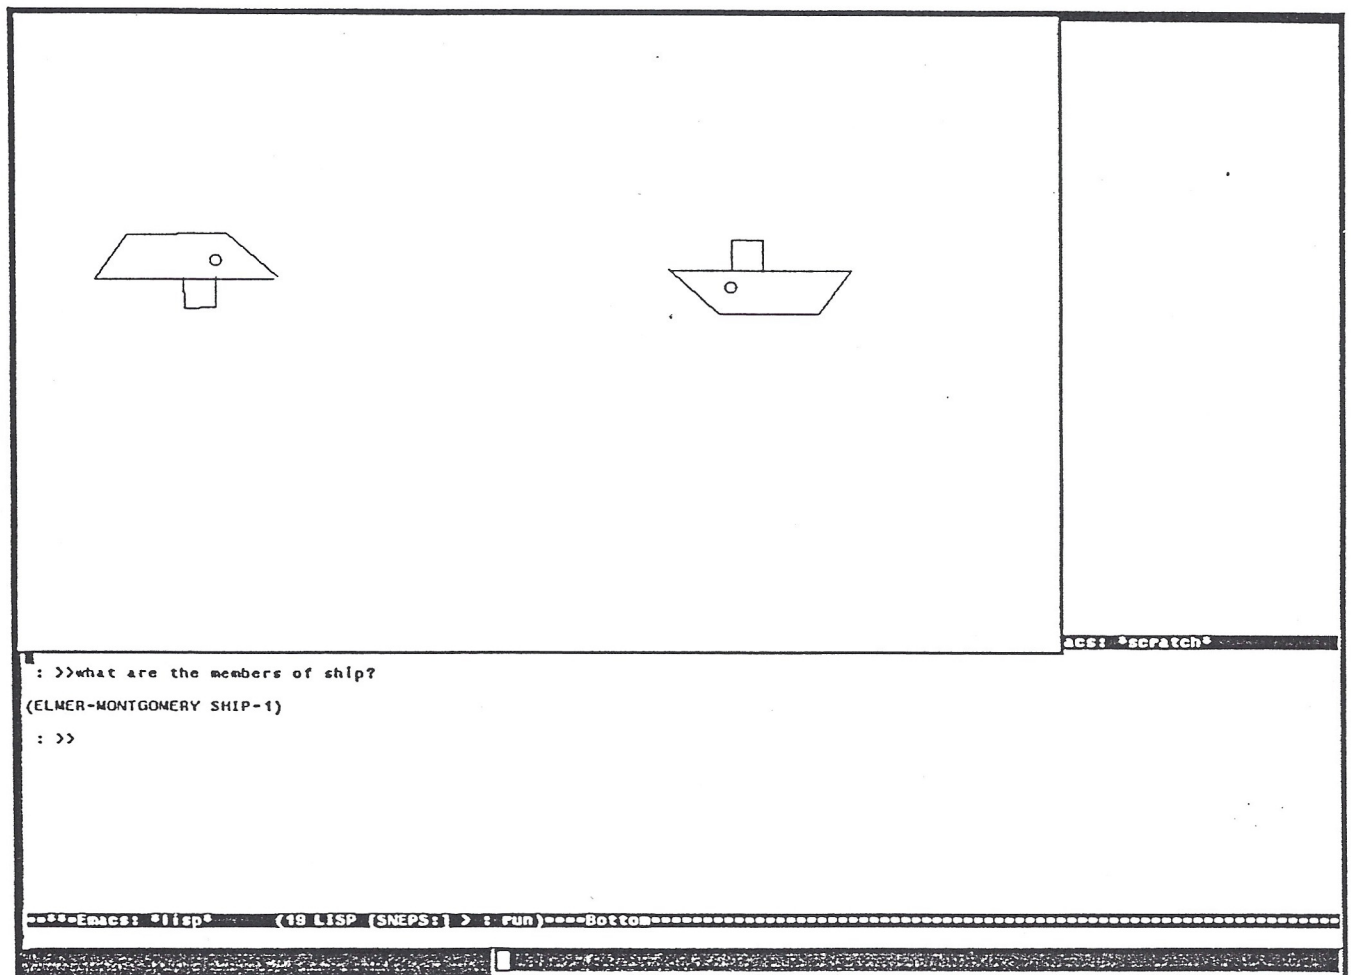 acs: *scratch*
: >>what are the members of ship?
(ELMER-MONTGOMERY SHIP-1)
: >>
--**-Emacs: *lisp* (19 LISP [SNEPS:] > : run)----Bottom--------------------